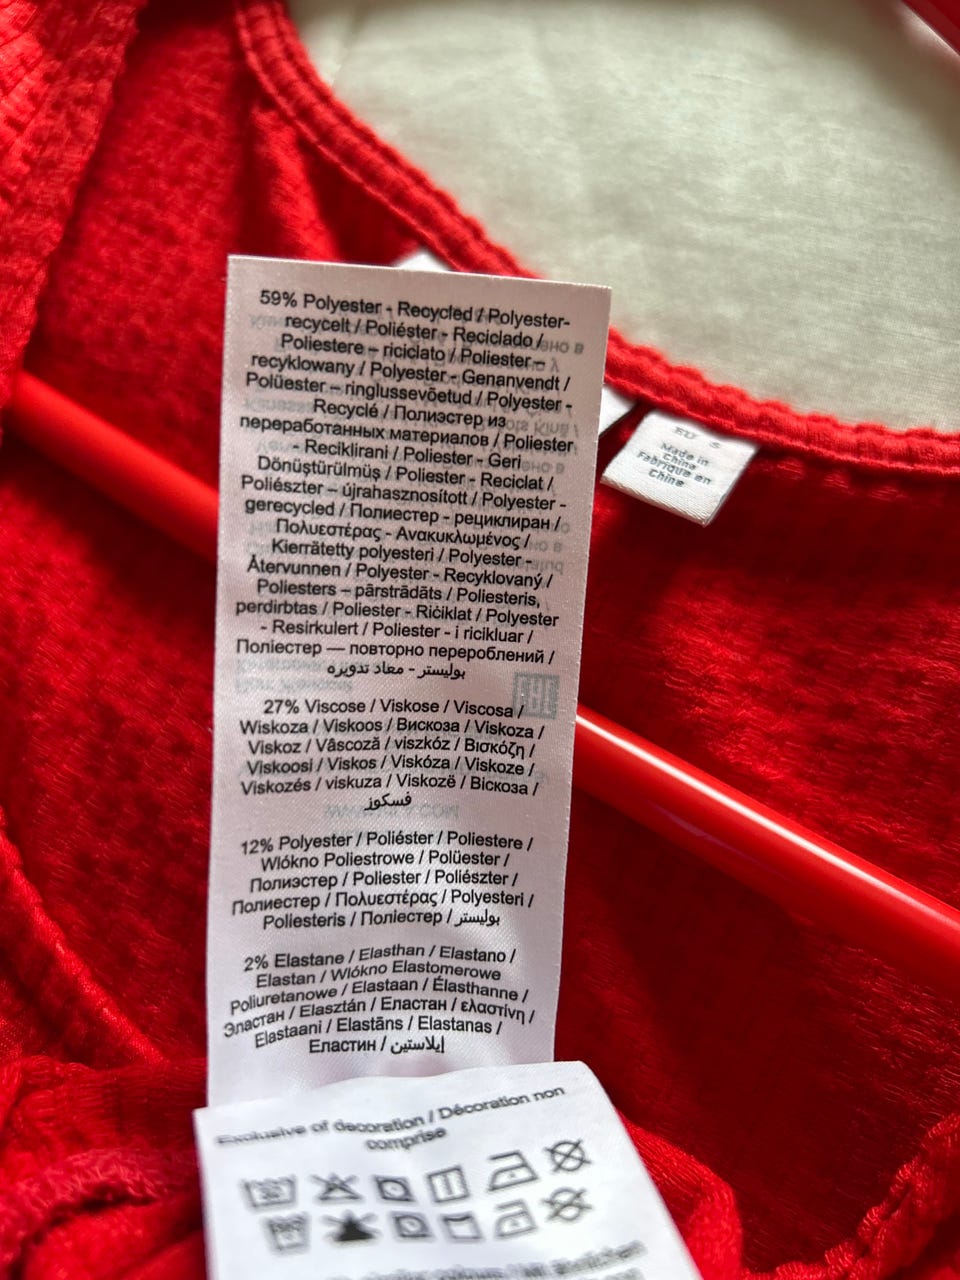 59% Polyester - Recycled / Polyester-
recycelt / Poliéster - Reciclado /
Poliestere – riciclato / Poliester –
recyklowany / Polyester - Genanvendt /
Polüester – ringlussevõetud / Polyester -
Recyclé / Полиэстер из
переработанных материалов / Poliester
- Reciklirani / Poliester - Geri
Dönüştürülmüş / Poliester - Reciclat /
Poliészter – újrahasznosított / Polyester -
gerecycled / Полиестер - рециклиран /
Πολυεστέρας - Ανακυκλωμένος /
Kierrätetty polyesteri / Polyester -
Återvunnen / Polyester - Recyklovaný /
Poliesters – pārstrādāts / Poliesteris,
perdirbtas / Poliester - Riċiklat / Polyester
- Resirkulert / Poliester - i ricikluar /
Поліестер — повторно перероблений /
بوليستر - معاد تدويره
27% Viscose / Viskose / Viscosa /
Wiskoza / Viskoos / Вискоза / Viskoza /
Viskoz / Vâscoză / viszkóz / Βισκόζη /
Viskoosi / Viskos / Viskóza / Viskoze /
Viskozės / viskuza / Viskozë / Віскоза /
فسكوز
12% Polyester / Poliéster / Poliestere /
Wlókno Poliestrowe / Polüester /
Полиэстер / Poliester / Poliészter /
Полиестер / Πολυεστέρας / Polyesteri /
Poliesteris / Поліестер / بوليستر
2% Elastane / Elasthan / Elastano /
Elastan / Wlókno Elastomerowe
Poliuretanowe / Elastaan / Élasthanne /
Эластан / Elasztán / Еластан / ελαστίνη /
Elastaani / Elastāns / Elastanas /
Еластин / إيلاستين
Exclusive of decoration / Décoration non
comprise
EU S
Made in
China
Fabriqué en
Chine